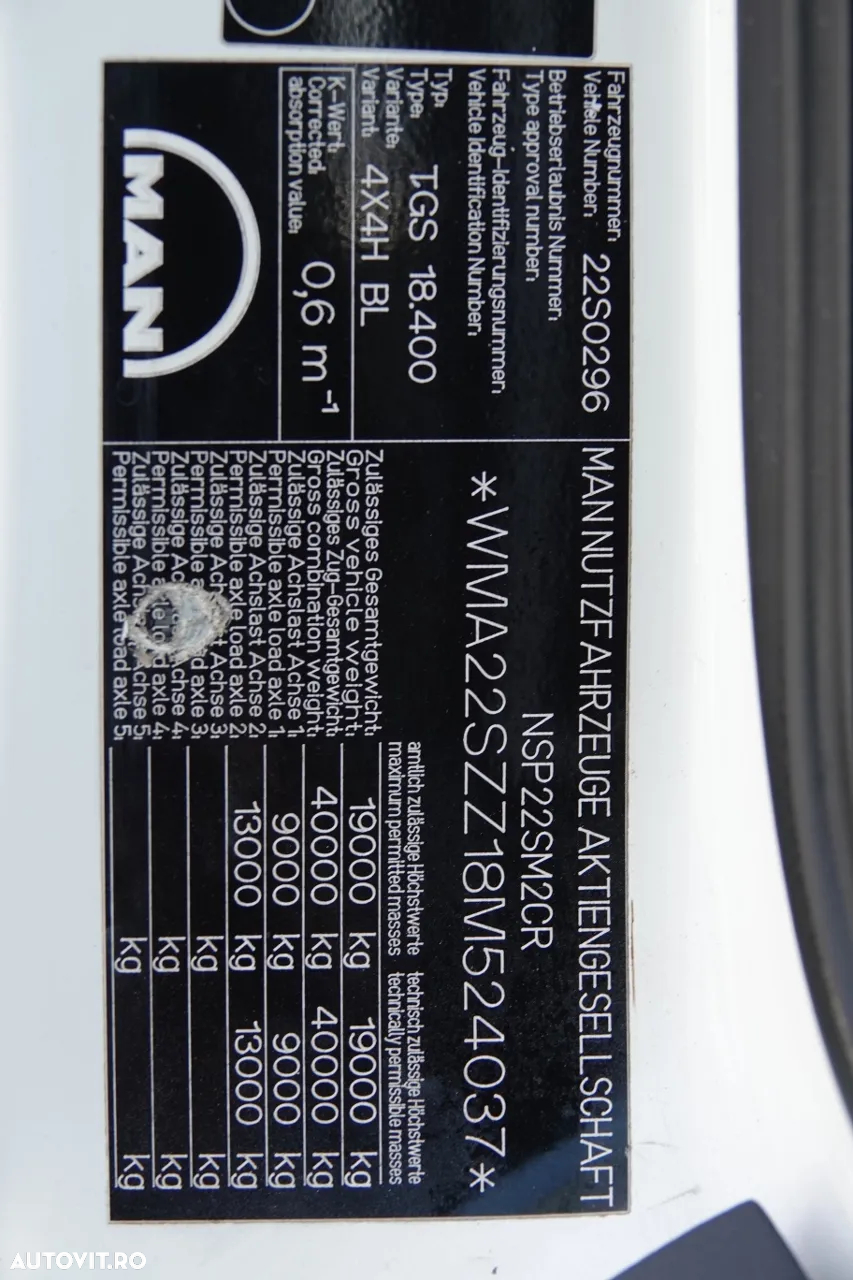 Fahrzeugnummer:
Vehicle Number: 22S0296
Betriebserlaubnis Nummer:
Type approval number:
Fahrzeug-Identifizierungsnummer:
Vehicle Identification Number:
Typ:
Type: TGS 18.400
Variante:
Variant: 4X4H BL
K-Wert:
Corrected
absorption value: 0,6 m⁻¹
MAN
MAN NUTZFAHRZEUGE AKTIENGESELLSCHAFT
NSP22SM2CR
*WMA22SZZ18M524037*
amtlich zulässige Höchstwerte technisch zulässige Höchstwerte
maximum permitted masses technically permissible masses
Zulässiges Gesamtgewicht:
Gross vehicle weight: 19000 kg 19000 kg
Zulässiges Zug-Gesamtgewicht:
Gross combination weight: 40000 kg 40000 kg
Zulässige Achslast Achse 1:
Permissible axle load axle 1: 9000 kg 9000 kg
Zulässige Achslast Achse 2:
Permissible axle load axle 2: 13000 kg 13000 kg
Zulässige Achslast Achse 3:
Permissible axle load axle 3: kg kg
Zulässige Achse 4:
Permissible load axle 4: kg kg
Zulässige Achse 5:
Permissible axle load axle 5: kg kg
AUTOVIT.RO